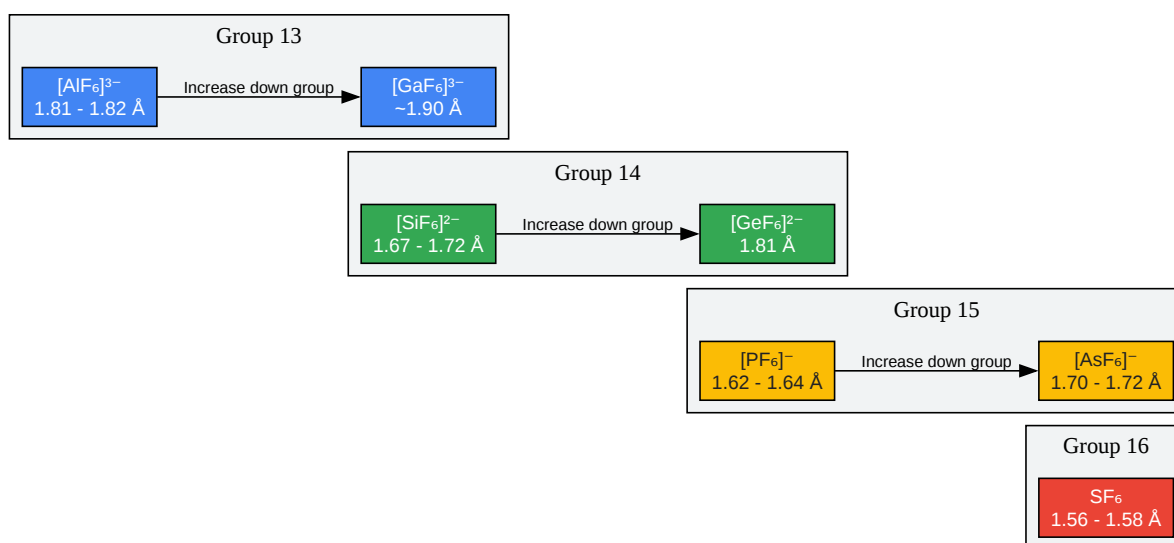 Group 13
[AlF₆]³⁻
1.81 - 1.82 Å
Increase down group
[GaF₆]³⁻
~1.90 Å
Group 14
[SiF₆]²⁻
1.67 - 1.72 Å
Increase down group
[GeF₆]²⁻
1.81 Å
Group 15
[PF₆]⁻
1.62 - 1.64 Å
Increase down group
[AsF₆]⁻
1.70 - 1.72 Å
Group 16
SF₆
1.56 - 1.58 Å